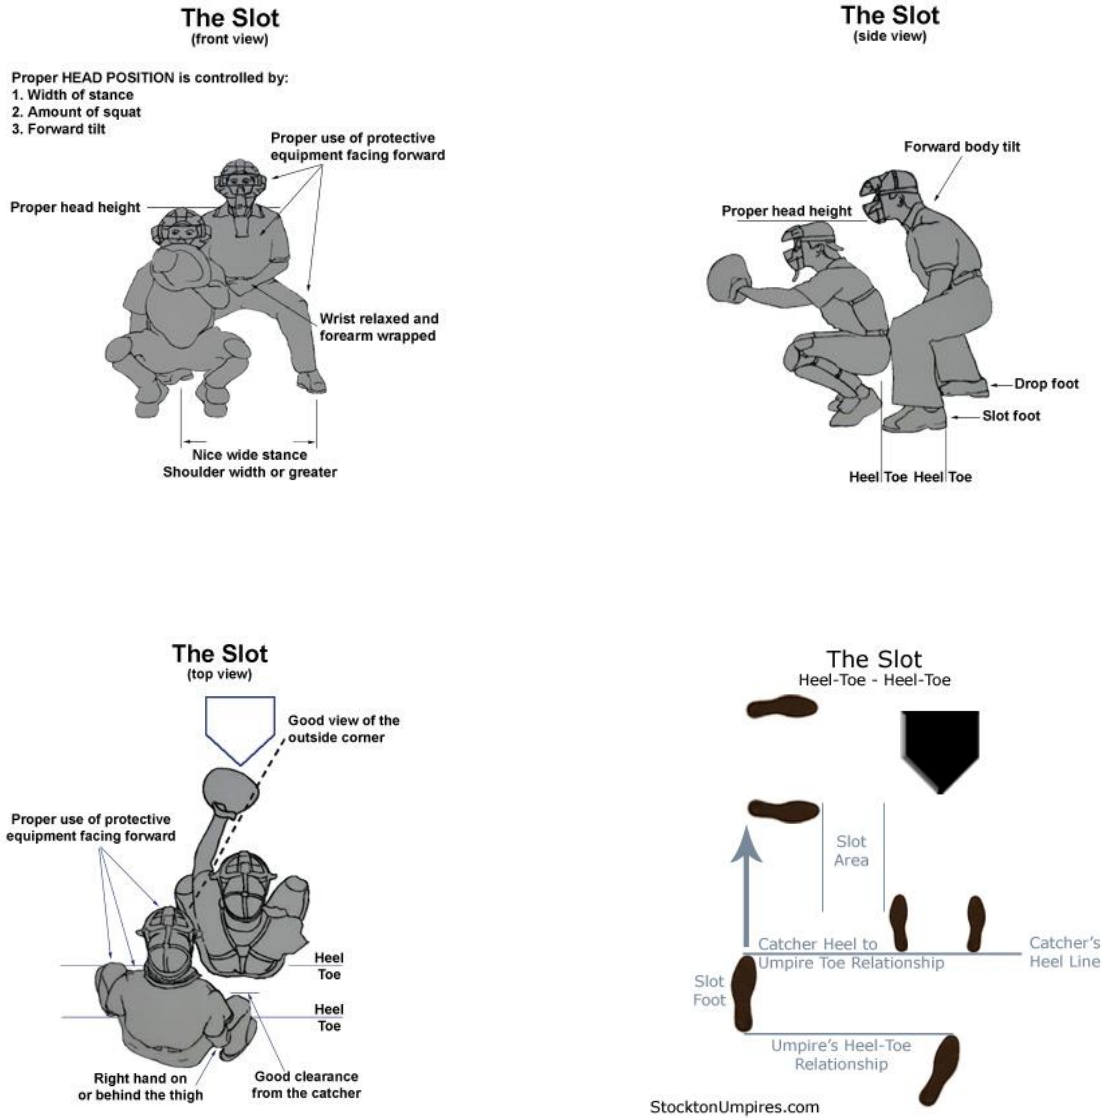 The Slot
(front view)
Proper HEAD POSITION is controlled by:
1. Width of stance
2. Amount of squat
3. Forward tilt
Proper use of protective
equipment facing forward
Proper head height
Wrist relaxed and
forearm wrapped
Nice wide stance
Shoulder width or greater
The Slot
(side view)
Forward body tilt
Proper head height
Drop foot
Slot foot
Heel Toe Heel Toe
The Slot
(top view)
Good view of the
outside corner
Proper use of protective
equipment facing forward
Heel
Toe
Heel
Toe
Right hand on
or behind the thigh
Good clearance
from the catcher
The Slot
Heel-Toe - Heel-Toe
Slot
Area
Catcher Heel to
Umpire Toe Relationship
Catcher's
Heel Line
Slot
Foot
Umpire's Heel-Toe
Relationship
StocktonUmpires.com